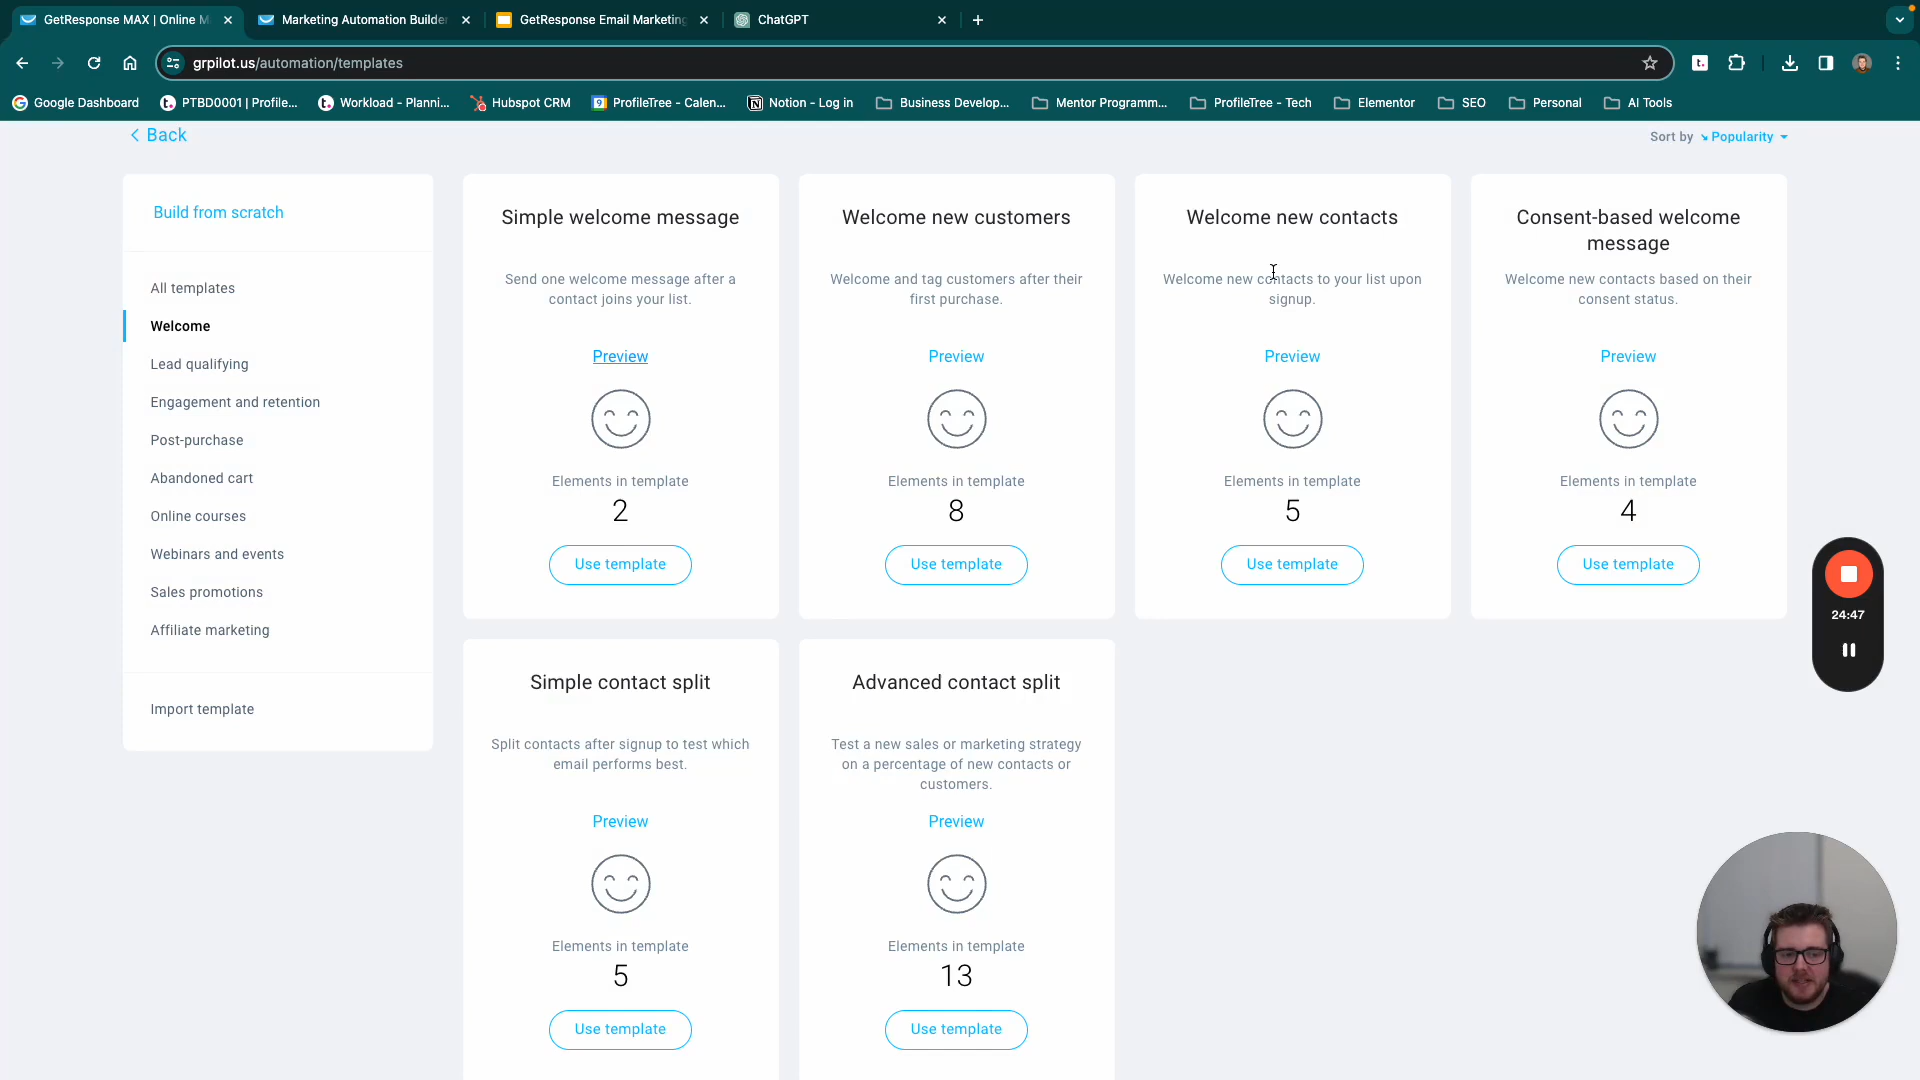 GetResponse MAX | Online M
Marketing Automation Builder
GetResponse Email Marketing
ChatGPT
grpilot.us/automation/templates
Google Dashboard
PTBD0001 | Profile...
Workload - Planni...
Hubspot CRM
ProfileTree - Calen...
Notion - Log in
Business Develop...
Mentor Programm...
ProfileTree - Tech
Elementor
SEO
Personal
AI Tools
Back
Sort by Popularity
Build from scratch
All templates
Welcome
Lead qualifying
Engagement and retention
Post-purchase
Abandoned cart
Online courses
Webinars and events
Sales promotions
Affiliate marketing
Import template
Simple welcome message
Send one welcome message after a
contact joins your list.
Preview
Elements in template
2
Use template
Welcome new customers
Welcome and tag customers after their
first purchase.
Preview
Elements in template
8
Use template
Welcome new contacts
Welcome new contacts to your list upon
signup.
Preview
Elements in template
5
Use template
Consent-based welcome
message
Welcome new contacts based on their
consent status.
Preview
Elements in template
4
Use template
Simple contact split
Split contacts after signup to test which
email performs best.
Preview
Elements in template
5
Use template
Advanced contact split
Test a new sales or marketing strategy
on a percentage of new contacts or
customers.
Preview
Elements in template
13
Use template
24:47